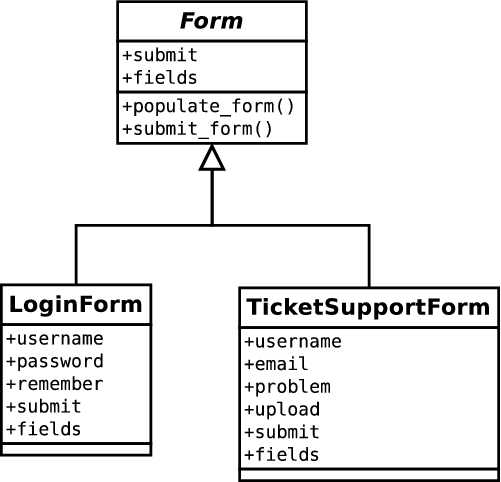 Form
+submit
+fields
+populate_form()
+submit_form()
LoginForm
+username
+password
+remember
+submit
+fields
TicketSupportForm
+username
+email
+problem
+upload
+submit
+fields